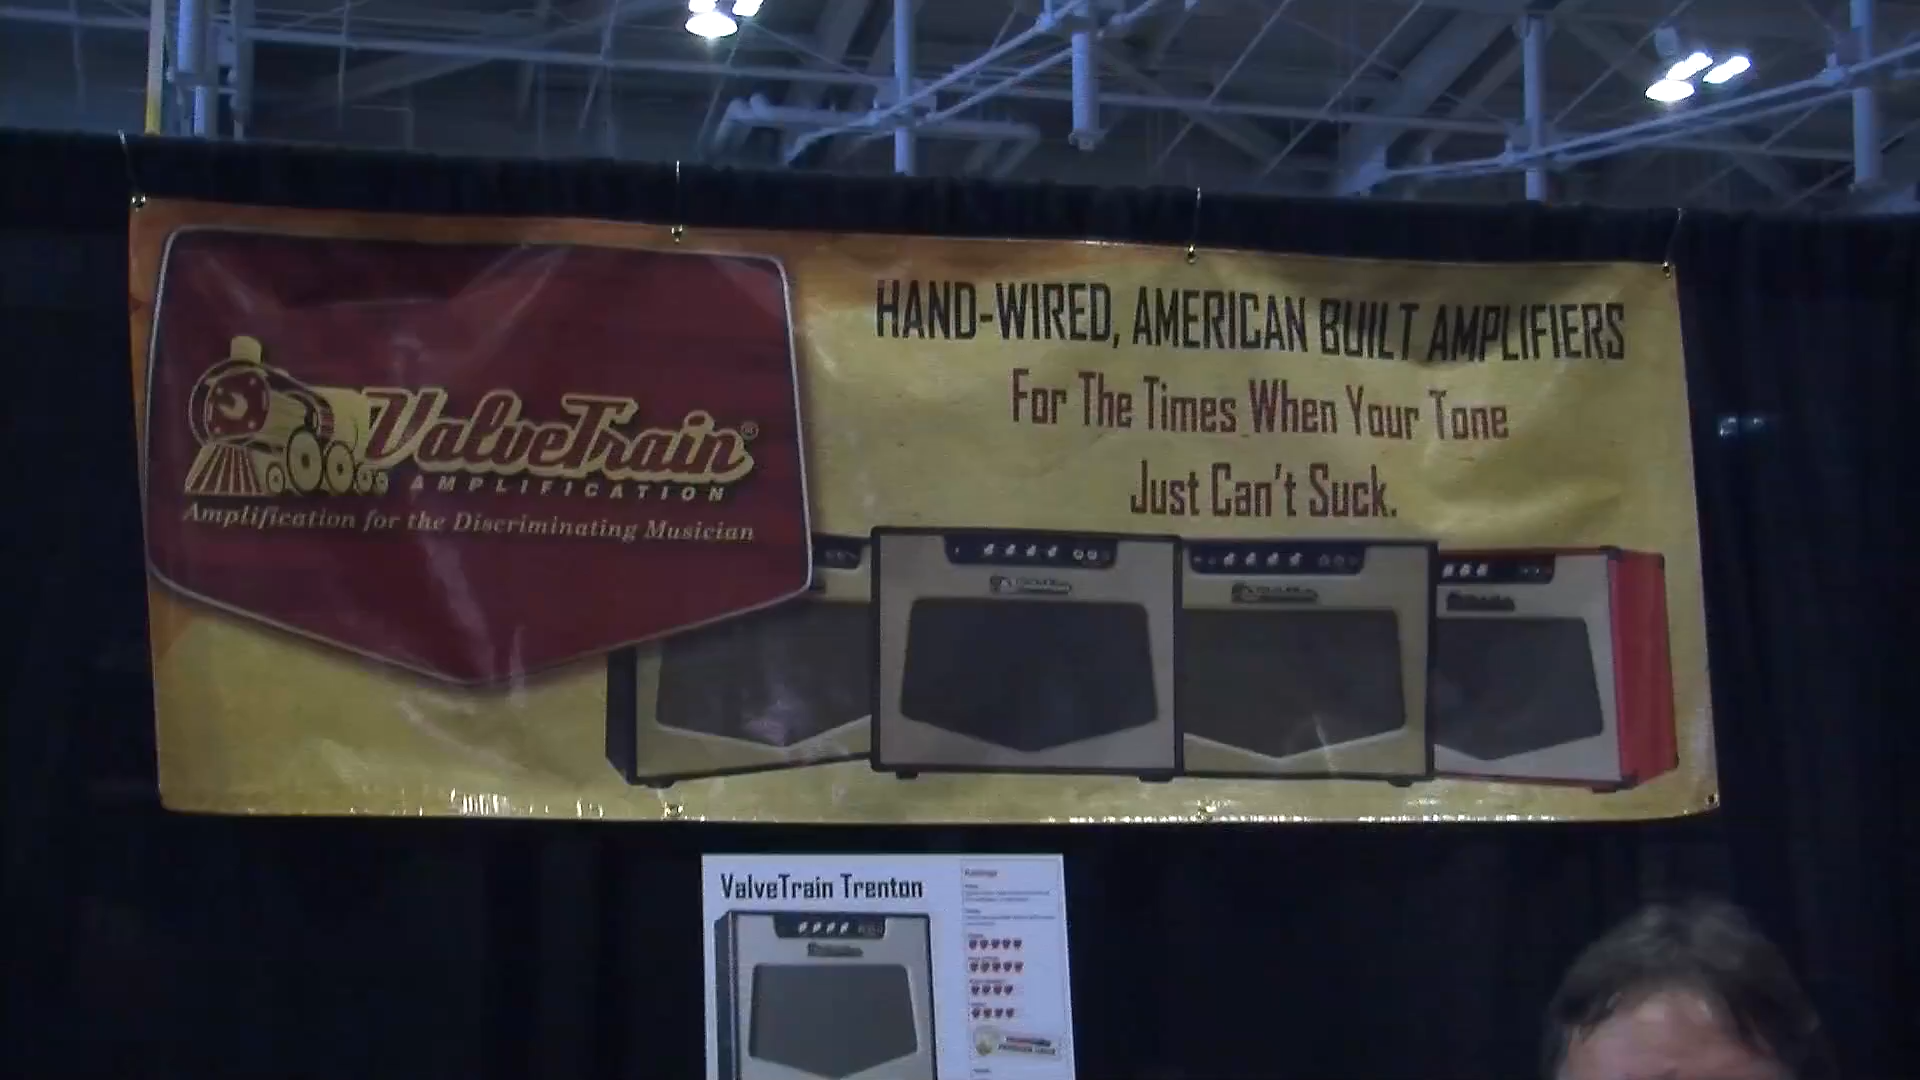 ValveTrain®
AMPLIFICATION
Amplification for the Discriminating Musician
HAND-WIRED, AMERICAN BUILT AMPLIFIERS
For The Times When Your Tone
Just Can't Suck.
ValveTrain Trenton